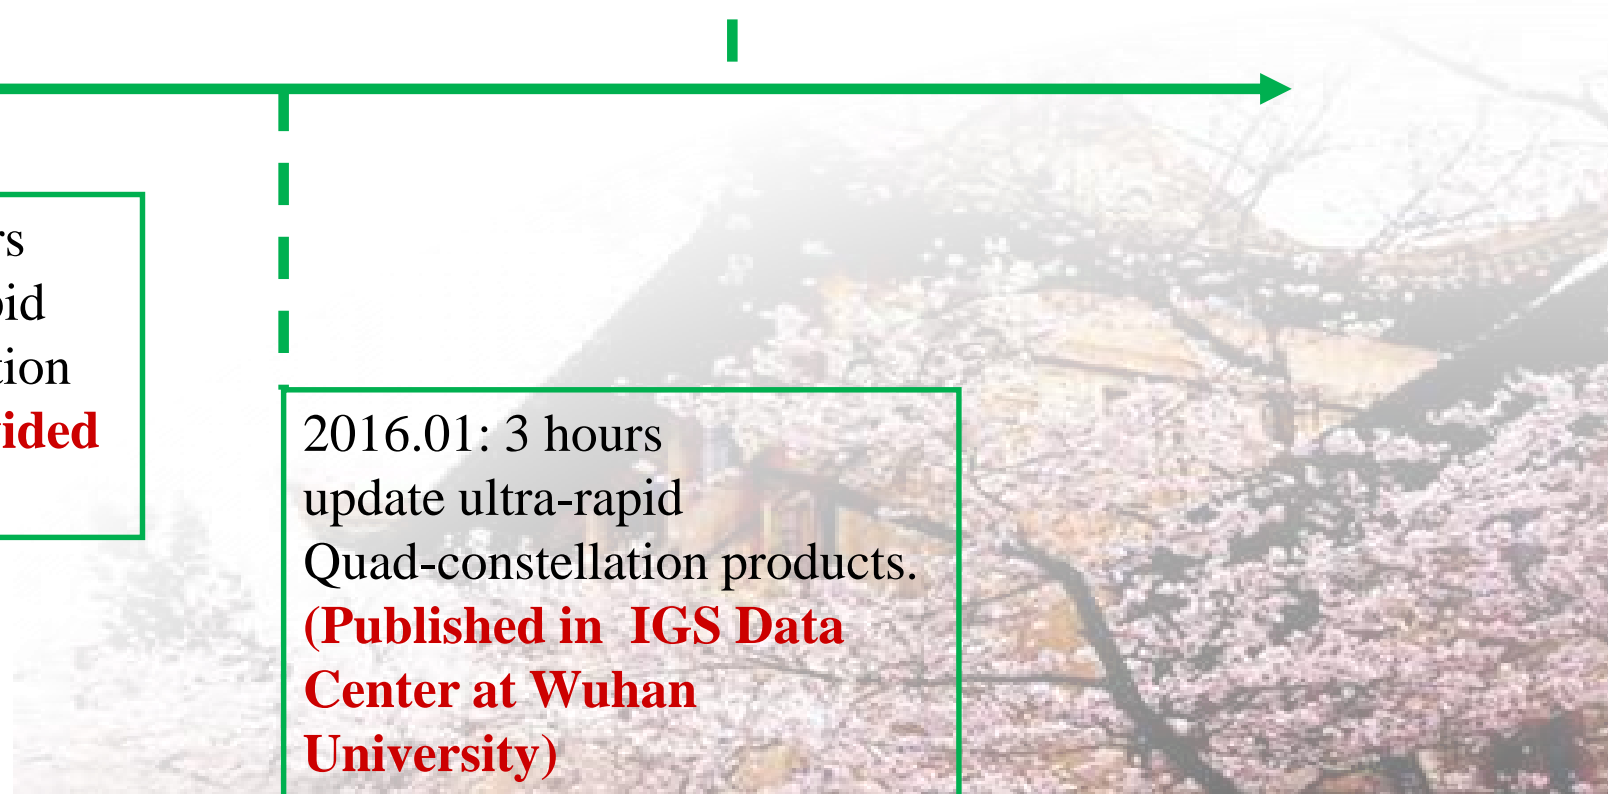 2016.01: 3 hours
update ultra-rapid
Quad-constellation products.
(Published in IGS Data
Center at Wuhan
University)